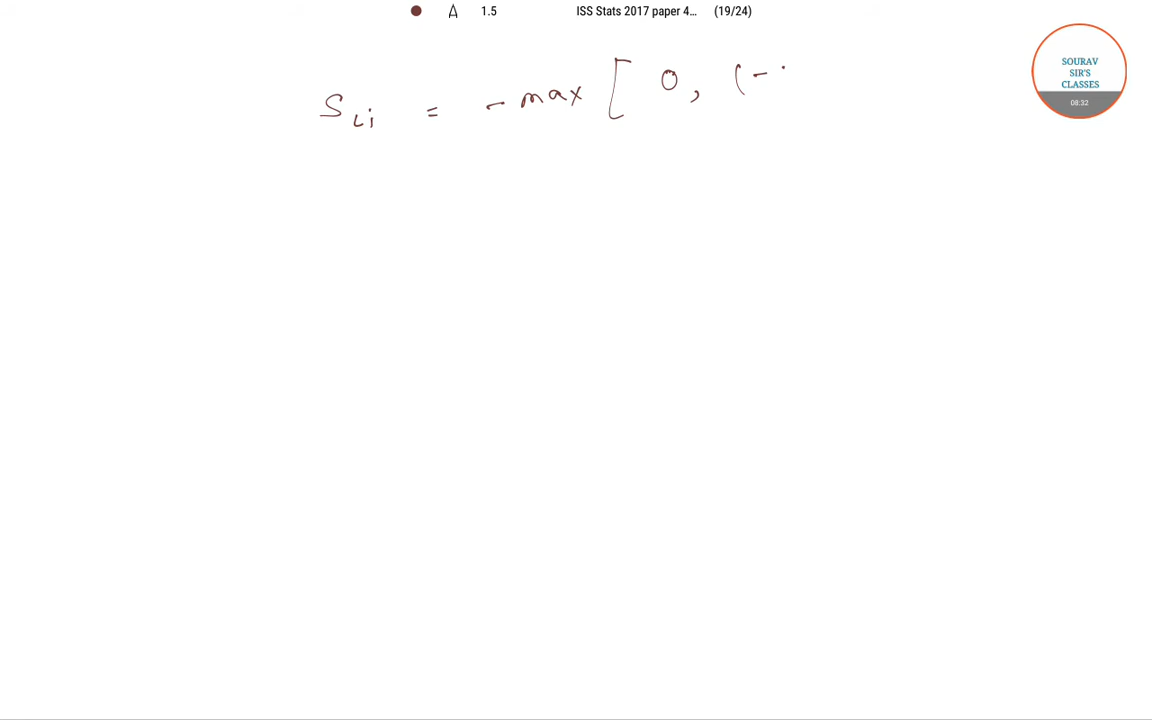 1.5 ISS Stats 2017 paper 4... (19/24)
SOURAV
SIR'S
CLASSES
08:32
S_Li = - max [ 0, (-